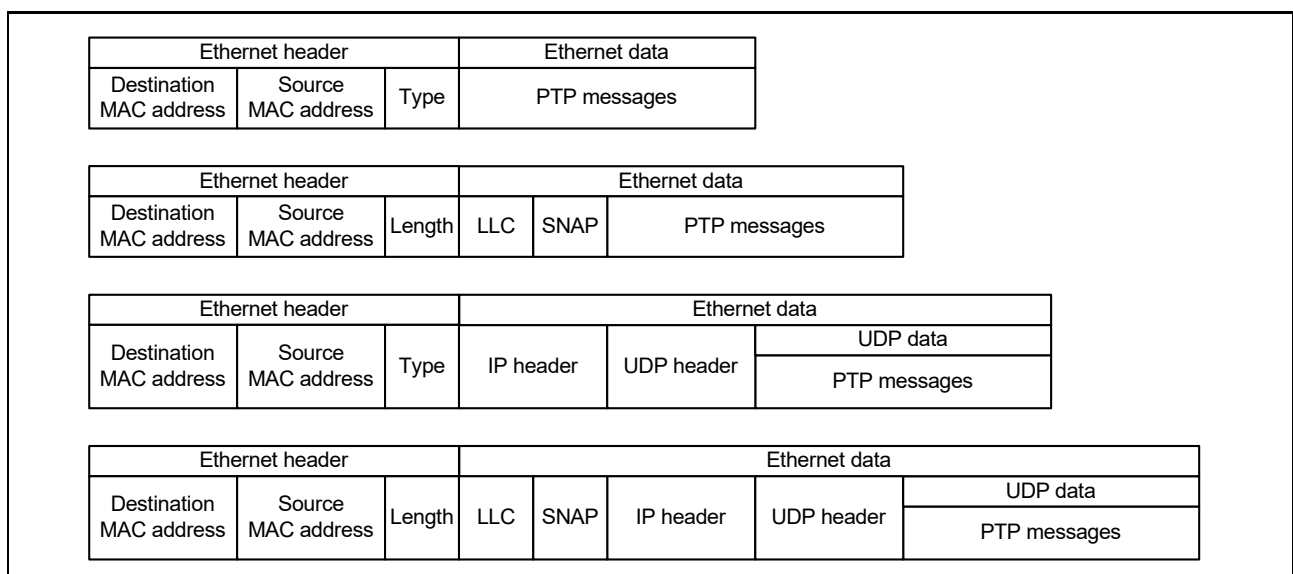 Ethernet header Ethernet data
Destination MAC address Source MAC address Type PTP messages
Ethernet header Ethernet data
Destination MAC address Source MAC address Length LLC SNAP PTP messages
Ethernet header Ethernet data
Destination MAC address Source MAC address Type IP header UDP header UDP data
PTP messages
Ethernet header Ethernet data
Destination MAC address Source MAC address Length LLC SNAP IP header UDP header UDP data
PTP messages